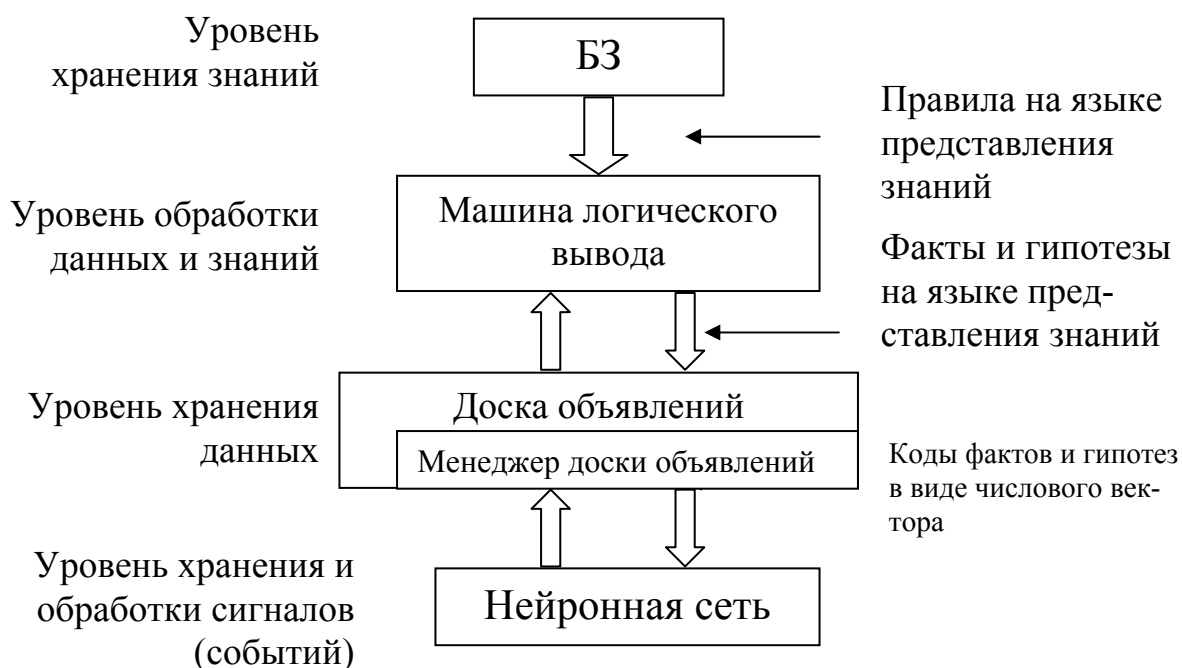 Уровень
хранения знаний
БЗ
Правила на языке
представления
знаний
Уровень обработки
данных и знаний
Машина логического
вывода
Факты и гипотезы
на языке пред-
ставления знаний
Уровень хранения
данных
Доска объявлений
Менеджер доски объявлений
Коды фактов и гипотез
в виде числового век-
тора
Уровень хранения и
обработки сигналов
(событий)
Нейронная сеть